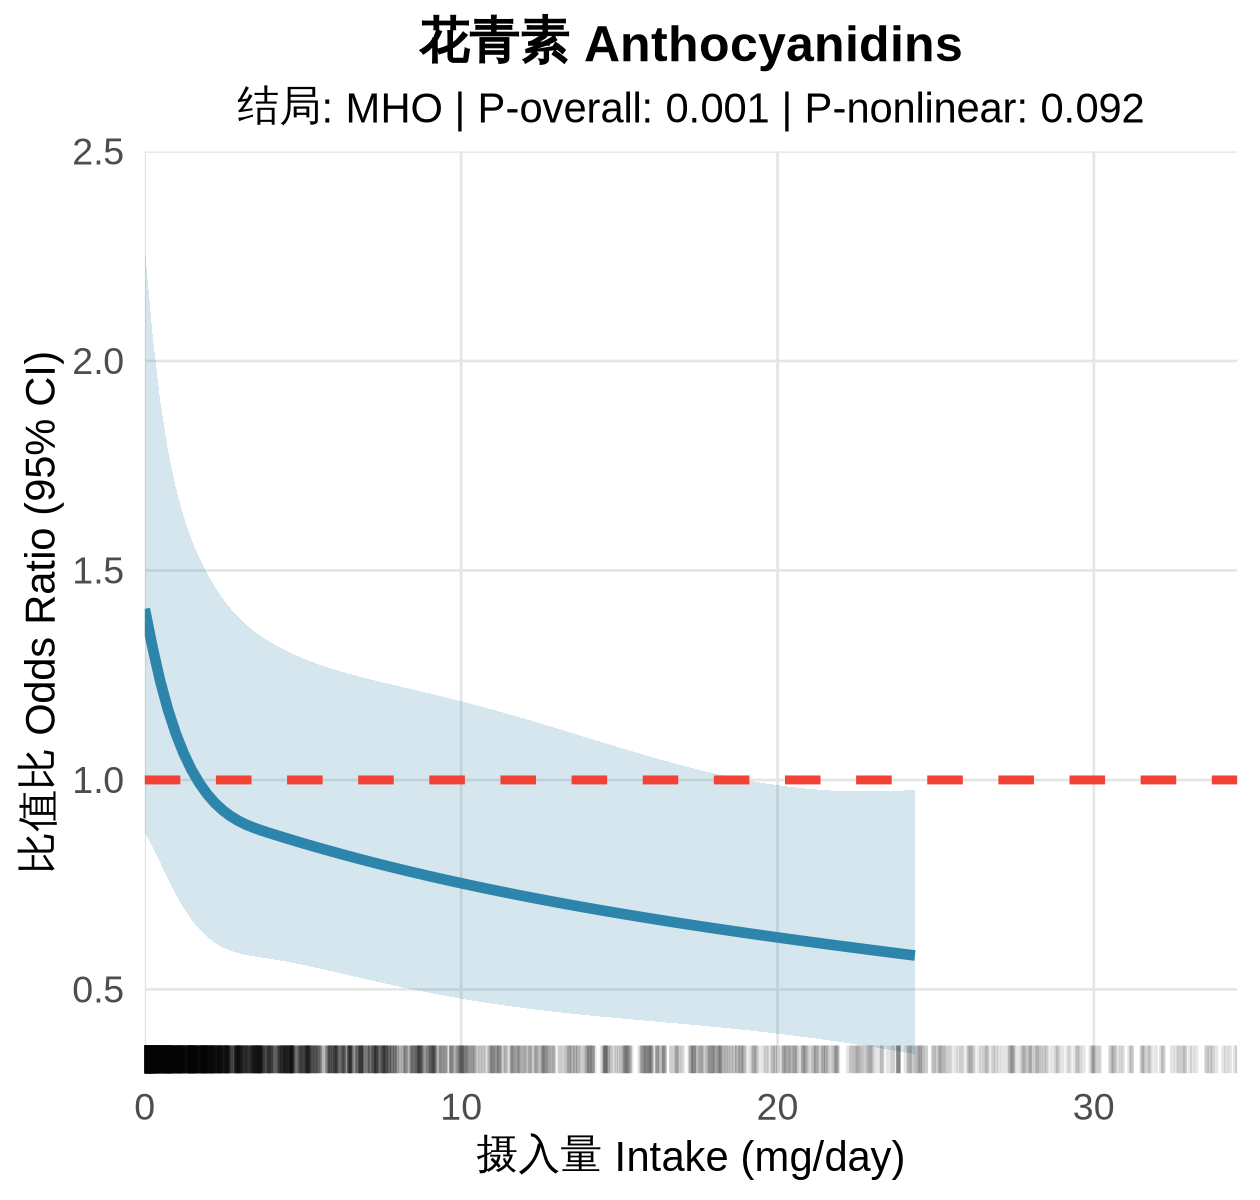 花青素 Anthocyanidins
结局: MHO | P-overall: 0.001 | P-nonlinear: 0.092
比值比 Odds Ratio (95% CI)
2.5
2.0
1.5
1.0
0.5
0 10 20 30
摄入量 Intake (mg/day)